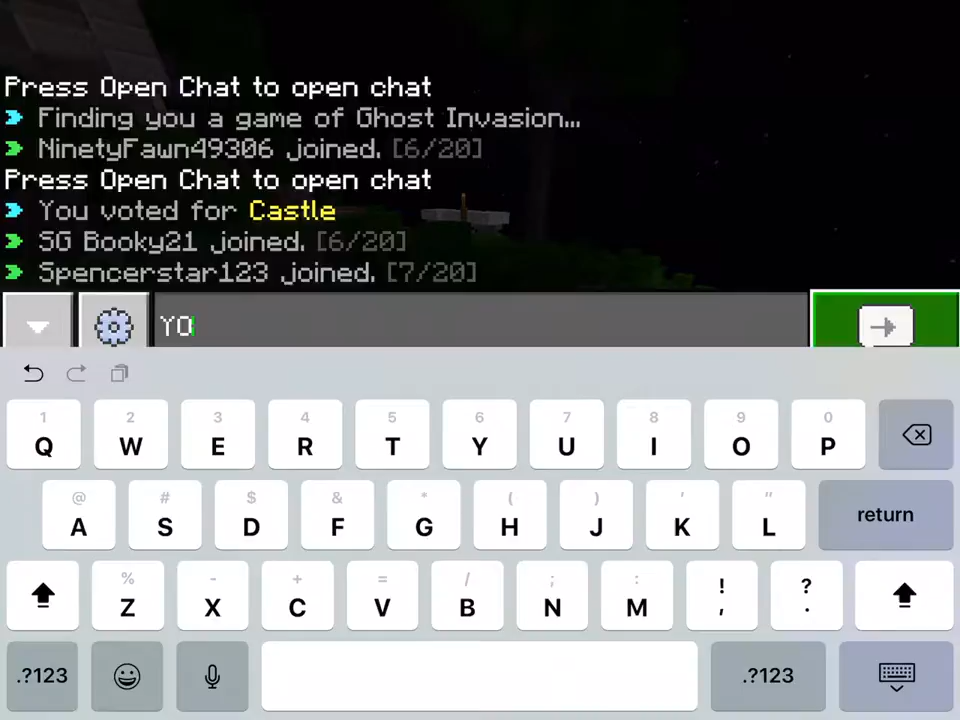 Press Open Chat to open chat
Finding you a game of Ghost Invasion...
NinetyFawn49306 joined. [6/20]
Press Open Chat to open chat
You voted for Castle
SG Booky21 joined. [6/20]
Spencerstar123 joined. [7/20]
YO
1 2 3 4 5 6 7 8 9 0
Q W E R T Y U I O P
@ # $ & * ( ) ' "
A S D F G H J K L return
% - + = / ; : ! ?
Z X C V B N M , .
.?123 .?123